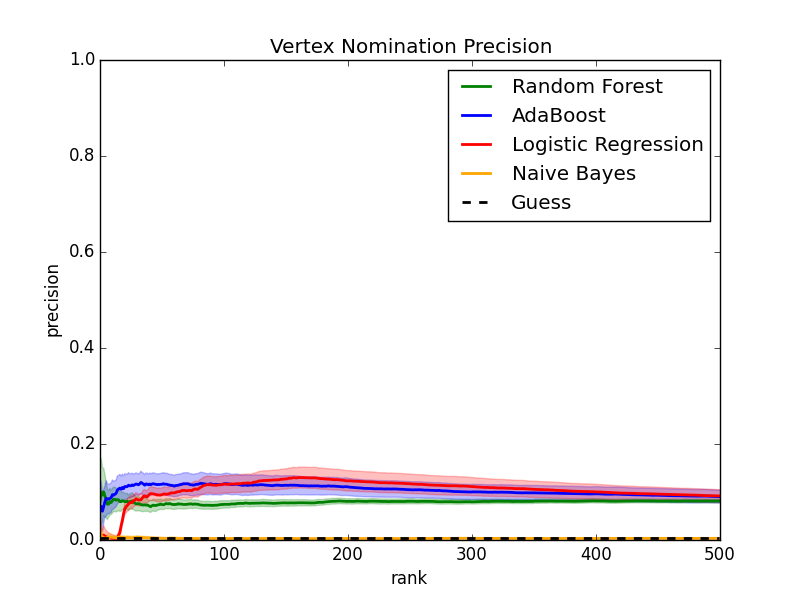 Vertex Nomination Precision
1.0
0.8
0.6
0.4
0.2
0.0
precision
Random Forest
AdaBoost
Logistic Regression
Naive Bayes
Guess
0 100 200 300 400 500
rank